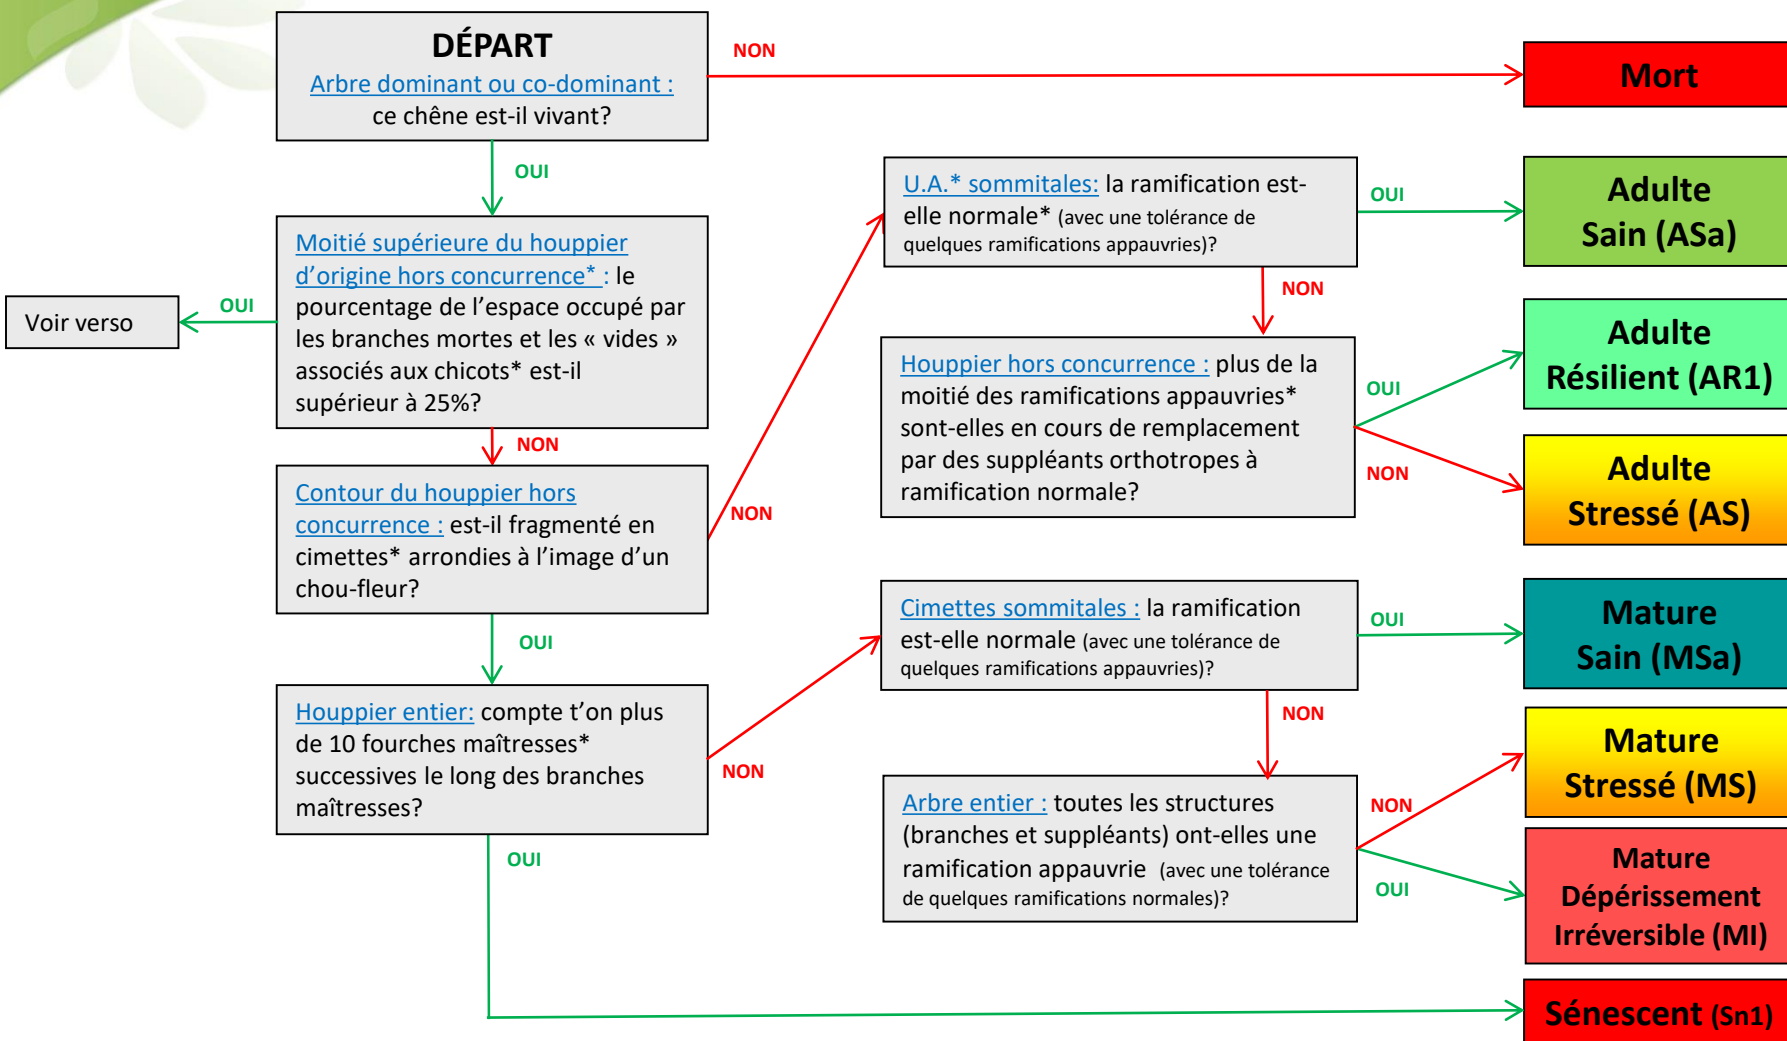 DÉPART
Arbre dominant ou co-dominant :
ce chêne est-il vivant?
NON
Mort
OUI
Moitié supérieure du houppier
d’origine hors concurrence* : le
pourcentage de l’espace occupé par
les branches mortes et les « vides »
associés aux chicots* est-il
supérieur à 25%?
OUI
Voir verso
NON
Contour du houppier hors
concurrence : est-il fragmenté en
cimettes* arrondies à l’image d’un
chou-fleur?
NON
OUI
Houppier entier: compte t’on plus
de 10 fourches maîtresses*
successives le long des branches
maîtresses?
NON
OUI
U.A.* sommitales: la ramification est-
elle normale* (avec une tolérance de
quelques ramifications appauvries)?
OUI
Adulte
Sain (ASa)
NON
Houppier hors concurrence : plus de la
moitié des ramifications appauvries*
sont-elles en cours de remplacement
par des suppléants orthotropes à
ramification normale?
OUI
Adulte
Résilient (AR1)
NON
Adulte
Stressé (AS)
Cimettes sommitales : la ramification
est-elle normale (avec une tolérance de
quelques ramifications appauvries)?
OUI
Mature
Sain (MSa)
NON
Arbre entier : toutes les structures
(branches et suppléants) ont-elles une
ramification appauvrie (avec une tolérance
de quelques ramifications normales)?
NON
Mature
Stressé (MS)
OUI
Mature
Dépérissement
Irréversible (MI)
Sénescent (Sn1)